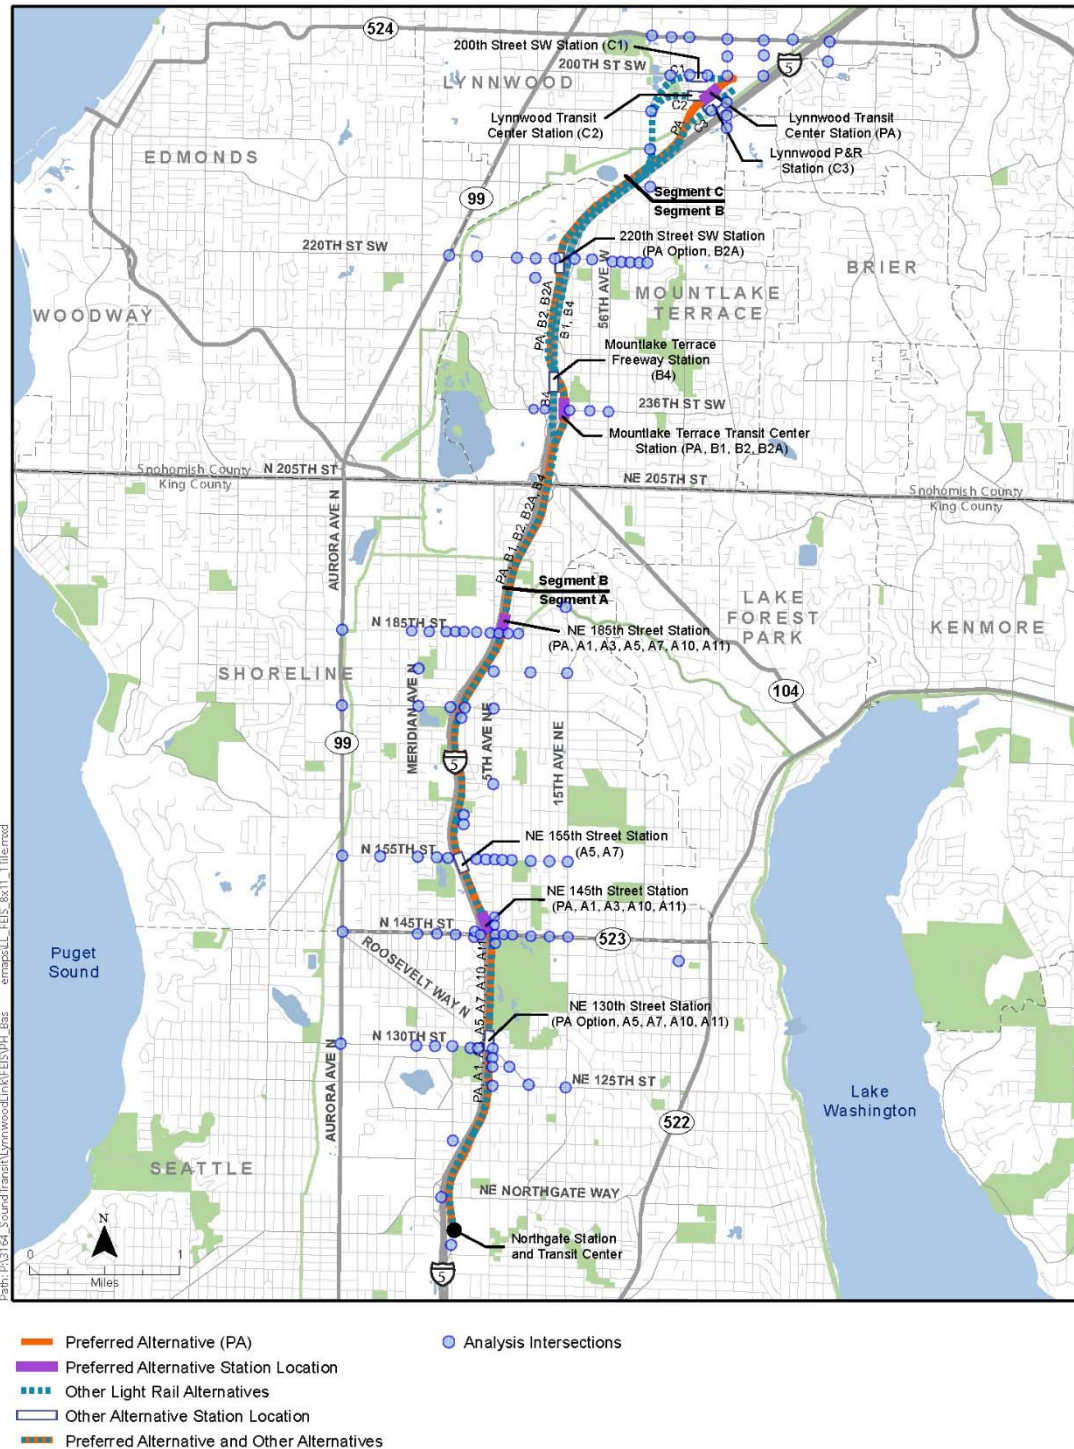 524
200th Street SW Station (C1)
200TH ST SW
C1
5
LYNNWOOD
C2
Lynnwood Transit
Center Station (C2)
PA
C3
Lynnwood Transit
Center Station (PA)
Lynnwood P&R
Station (C3)
EDMONDS
99
Segment C
Segment B
220TH ST SW
220th Street SW Station
(PA Option, B2A)
56TH AVE W
BRIER
WOODWAY
MOUNTLAKE
TERRACE
PA, B2, B2A
B1, B4
Mountlake Terrace
Freeway Station
(B4)
B4
236TH ST SW
Mountlake Terrace Transit Center
Station (PA, B1, B2, B2A)
Snohomish County
King County
N 205TH ST
NE 205TH ST
Snohomish County
King County
AURORA AVE N
PA, B1, B2, B2A, B4
Segment B
Segment A
LAKE
FOREST
PARK
KENMORE
N 185TH ST
NE 185th Street Station
(PA, A1, A3, A5, A7, A10, A11)
SHORELINE
104
MERIDIAN AVE N
5TH AVE NE
15TH AVE NE
99
5
N 155TH ST
NE 155th Street Station
(A5, A7)
NE 145th Street Station
(PA, A1, A3, A10, A11)
N 145TH ST
523
Puget
Sound
ROOSEVELT WAY N
NE 130th Street Station
(PA Option, A5, A7, A10, A11)
N 130TH ST
AURORA AVE N
NE 125TH ST
Lake
Washington
522
SEATTLE
NE NORTHGATE WAY
N
0 1
Miles
Northgate Station
and Transit Center
5
Preferred Alternative (PA)
Analysis Intersections
Preferred Alternative Station Location
Other Light Rail Alternatives
Other Alternative Station Location
Preferred Alternative and Other Alternatives